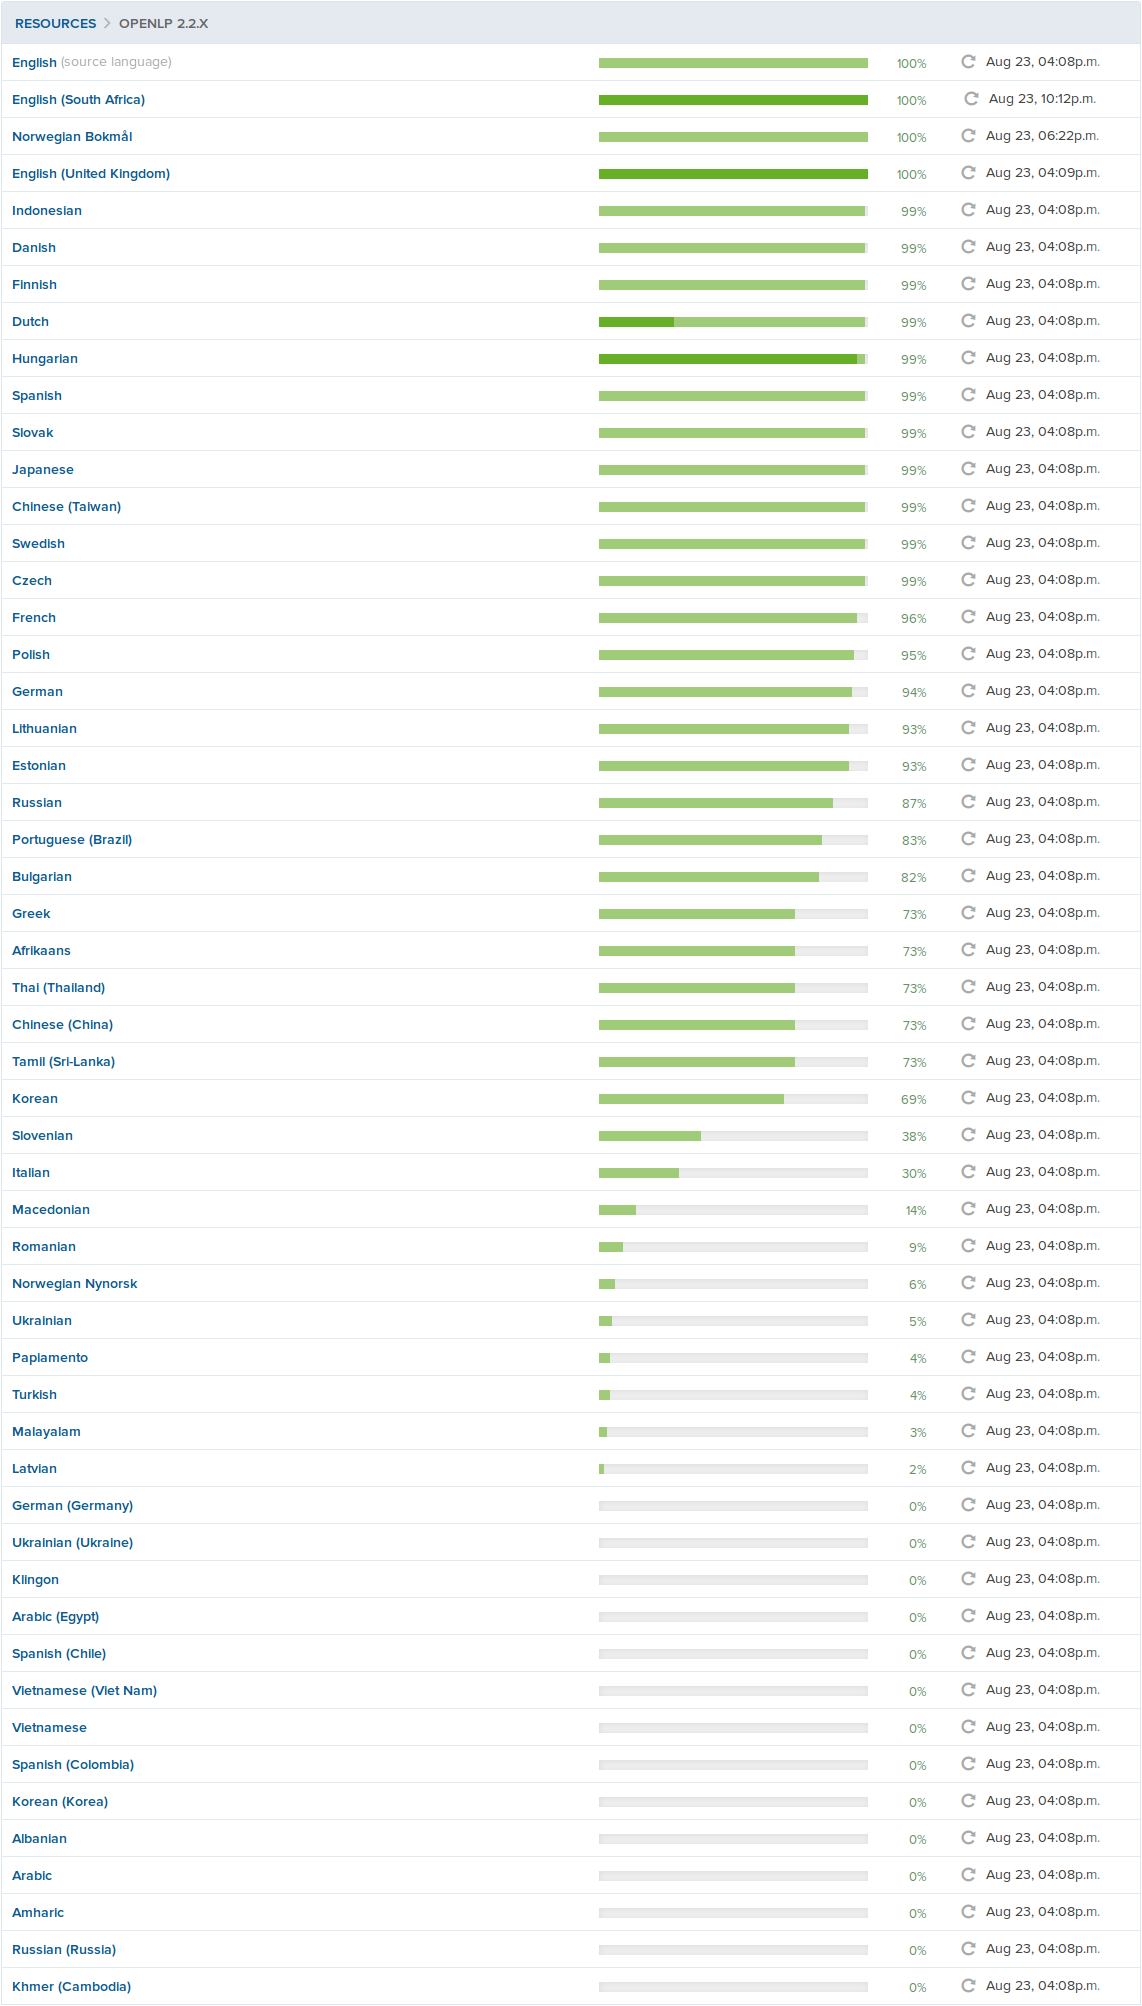 RESOURCES > OPENLP 2.2.X
English (source language) 100% Aug 23, 04:08p.m.
English (South Africa) 100% Aug 23, 10:12p.m.
Norwegian Bokmål 100% Aug 23, 06:22p.m.
English (United Kingdom) 100% Aug 23, 04:09p.m.
Indonesian 99% Aug 23, 04:08p.m.
Danish 99% Aug 23, 04:08p.m.
Finnish 99% Aug 23, 04:08p.m.
Dutch 99% Aug 23, 04:08p.m.
Hungarian 99% Aug 23, 04:08p.m.
Spanish 99% Aug 23, 04:08p.m.
Slovak 99% Aug 23, 04:08p.m.
Japanese 99% Aug 23, 04:08p.m.
Chinese (Taiwan) 99% Aug 23, 04:08p.m.
Swedish 99% Aug 23, 04:08p.m.
Czech 99% Aug 23, 04:08p.m.
French 96% Aug 23, 04:08p.m.
Polish 95% Aug 23, 04:08p.m.
German 94% Aug 23, 04:08p.m.
Lithuanian 93% Aug 23, 04:08p.m.
Estonian 93% Aug 23, 04:08p.m.
Russian 87% Aug 23, 04:08p.m.
Portuguese (Brazil) 83% Aug 23, 04:08p.m.
Bulgarian 82% Aug 23, 04:08p.m.
Greek 73% Aug 23, 04:08p.m.
Afrikaans 73% Aug 23, 04:08p.m.
Thai (Thailand) 73% Aug 23, 04:08p.m.
Chinese (China) 73% Aug 23, 04:08p.m.
Tamil (Sri-Lanka) 73% Aug 23, 04:08p.m.
Korean 69% Aug 23, 04:08p.m.
Slovenian 38% Aug 23, 04:08p.m.
Italian 30% Aug 23, 04:08p.m.
Macedonian 14% Aug 23, 04:08p.m.
Romanian 9% Aug 23, 04:08p.m.
Norwegian Nynorsk 6% Aug 23, 04:08p.m.
Ukrainian 5% Aug 23, 04:08p.m.
Papiamento 4% Aug 23, 04:08p.m.
Turkish 4% Aug 23, 04:08p.m.
Malayalam 3% Aug 23, 04:08p.m.
Latvian 2% Aug 23, 04:08p.m.
German (Germany) 0% Aug 23, 04:08p.m.
Ukrainian (Ukraine) 0% Aug 23, 04:08p.m.
Klingon 0% Aug 23, 04:08p.m.
Arabic (Egypt) 0% Aug 23, 04:08p.m.
Spanish (Chile) 0% Aug 23, 04:08p.m.
Vietnamese (Viet Nam) 0% Aug 23, 04:08p.m.
Vietnamese 0% Aug 23, 04:08p.m.
Spanish (Colombia) 0% Aug 23, 04:08p.m.
Korean (Korea) 0% Aug 23, 04:08p.m.
Albanian 0% Aug 23, 04:08p.m.
Arabic 0% Aug 23, 04:08p.m.
Amharic 0% Aug 23, 04:08p.m.
Russian (Russia) 0% Aug 23, 04:08p.m.
Khmer (Cambodia) 0% Aug 23, 04:08p.m.